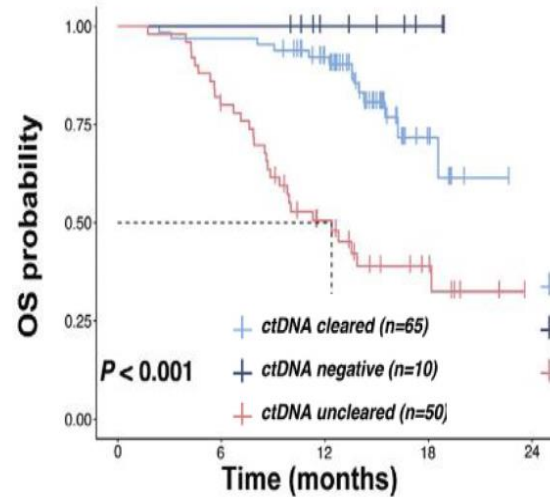 OS probability
1.00
0.75
0.50
0.25
0.00
ctDNA cleared (n=65)
ctDNA negative (n=10)
ctDNA uncleared (n=50)
P < 0.001
0 6 12 18 24
Time (months)